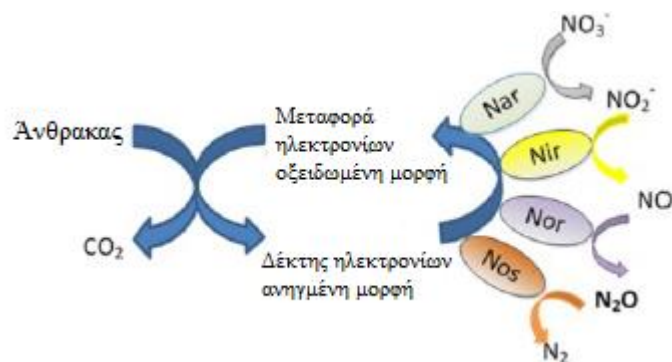 NO₃⁻
Nar
Μεταφορά
ηλεκτρονίων
οξειδωμένη μορφή
Άνθρακας
NO₂⁻
Nir
NO
Nor
CO₂
Δέκτης ηλεκτρονίων
ανηγμένη μορφή
Nos
N₂O
N₂